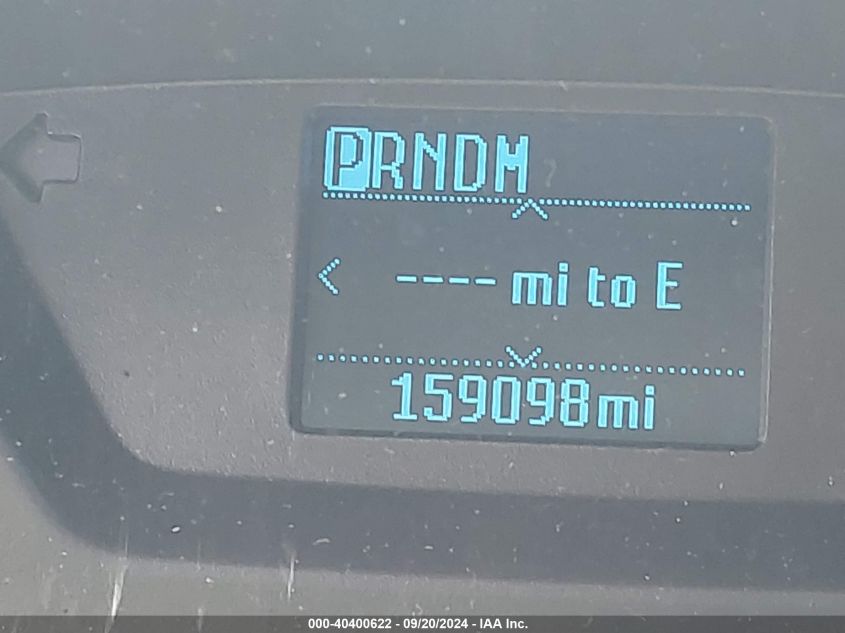 PRNDM
---- mi to E
159098mi
000-40400622 - 09/20/2024 - IAA Inc.